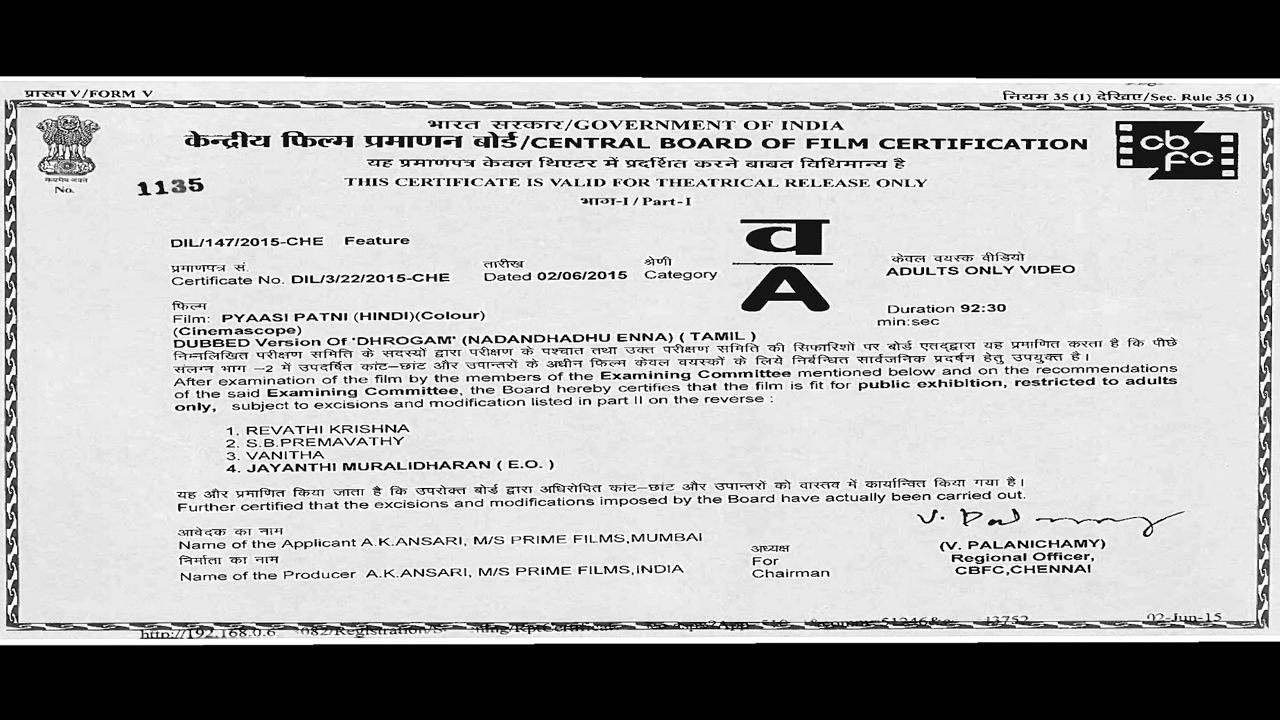 प्रारूप V/FORM V
नियम 35 (1) देखिए/Sec. Rule 35 (1)
भारत सरकार/GOVERNMENT OF INDIA
केन्द्रीय फिल्म प्रमाणन बोर्ड/CENTRAL BOARD OF FILM CERTIFICATION
यह प्रमाणपत्र केवल थिएटर में प्रदर्शित करने बाबत विधिमान्य है
THIS CERTIFICATE IS VALID FOR THEATRICAL RELEASE ONLY
भाग-I / Part-I
cb
fc
सत्यमेव जयते
No. 1135
DIL/147/2015-CHE Feature
व
A
प्रमाणपत्र सं.
Certificate No. DIL/3/22/2015-CHE
तारीख
Dated 02/06/2015
श्रेणी
Category
केवल वयस्क वीडियो
ADULTS ONLY VIDEO
फिल्म
Film: PYAASI PATNI (HINDI)(Colour)
(Cinemascope)
Duration 92:30
min:sec
DUBBED Version Of 'DHROGAM' (NADANDHADHU ENNA) ( TAMIL )
निम्नलिखित परीक्षण समिति के सदस्यों द्वारा परीक्षण के पश्चात तथा उक्त परीक्षण समिति की सिफारिशों पर बोर्ड एतद्द्वारा यह प्रमाणित करता है कि पीछे
संलग्न भाग -2 में उपदर्षित कांट-छाट और उपान्तरों के अधीन फिल्म केवल वयस्कों के लिये निर्बन्धित सार्वजनिक प्रदर्षन हेतु उपयुक्त है।
After examination of the film by the members of the Examining Committee mentioned below and on the recommendations
of the said Examining Committee, the Board hereby certifies that the film is fit for public exhibition, restricted to adults
only, subject to excisions and modification listed in part II on the reverse :
1. REVATHI KRISHNA
2. S.B.PREMAVATHY
3. VANITHA
4. JAYANTHI MURALIDHARAN ( E.O. )
यह और प्रमाणित किया जाता है कि उपरोक्त बोर्ड द्वारा अधिरोपित कांट-छांट और उपान्तरों को वास्तव में कार्यान्वित किया गया है।
Further certified that the excisions and modifications imposed by the Board have actually been carried out.
आवेदक का नाम
Name of the Applicant A.K.ANSARI, M/S PRIME FILMS,MUMBAI
निर्माता का नाम
Name of the Producer A.K.ANSARI, M/S PRIME FILMS,INDIA
अध्यक्ष
For
Chairman
(V. PALANICHAMY)
Regional Officer,
CBFC,CHENNAI
http://192.168.0.6
02-Jun-15